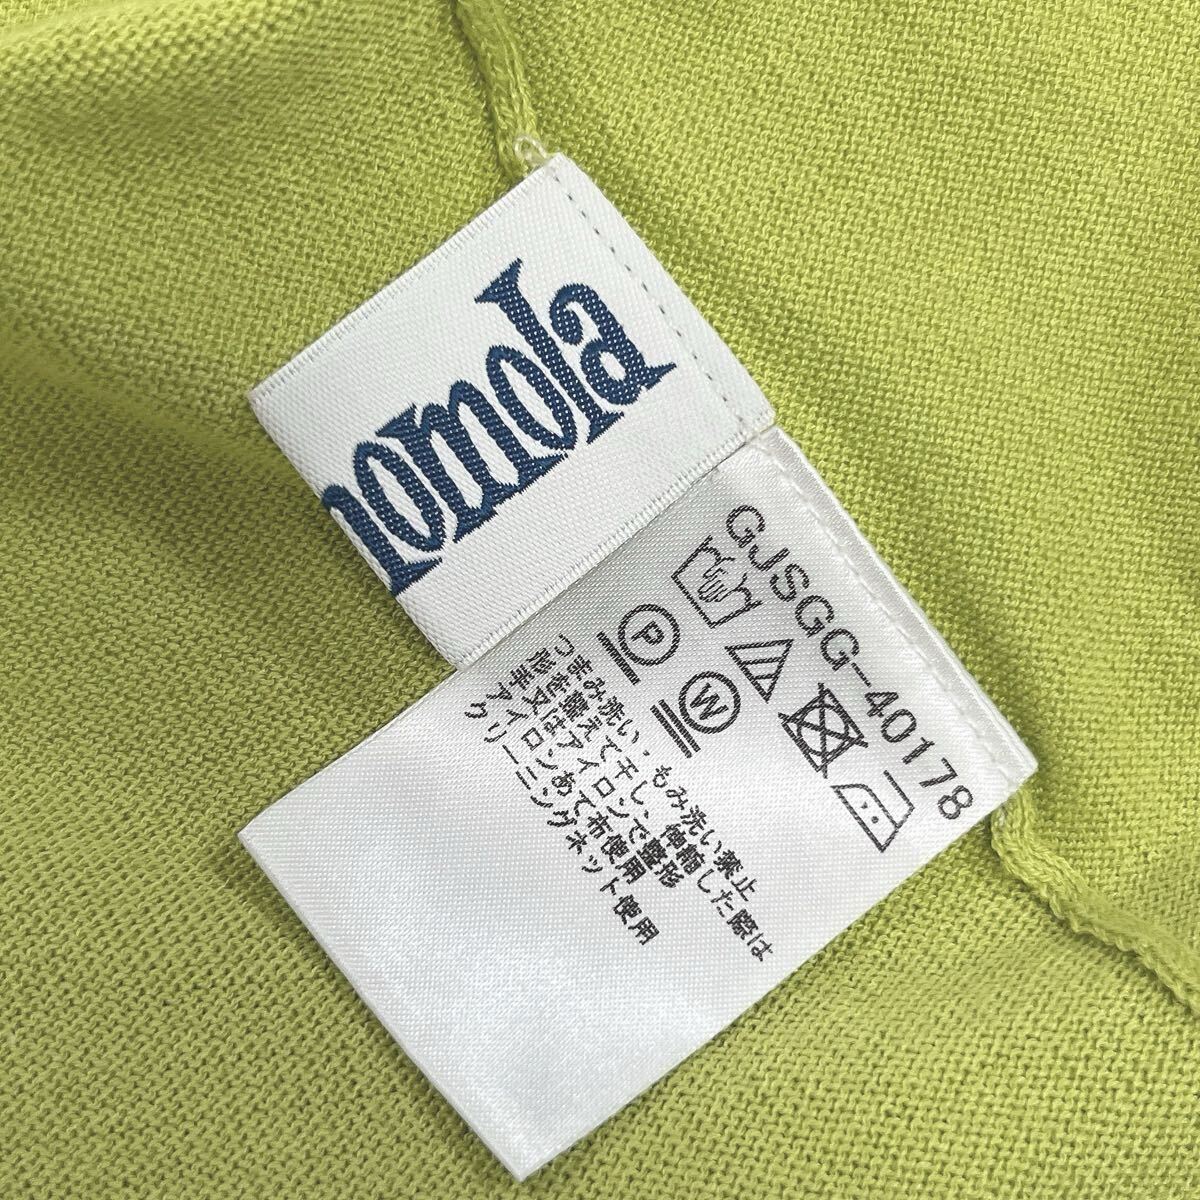 nomola
GJSGG-40178
P
W
つまみ洗い・もみ洗い禁止
形を整えて干し、伸縮した際は
手又はアイロンで整形
アイロンあて布使用
クリーニングネット使用